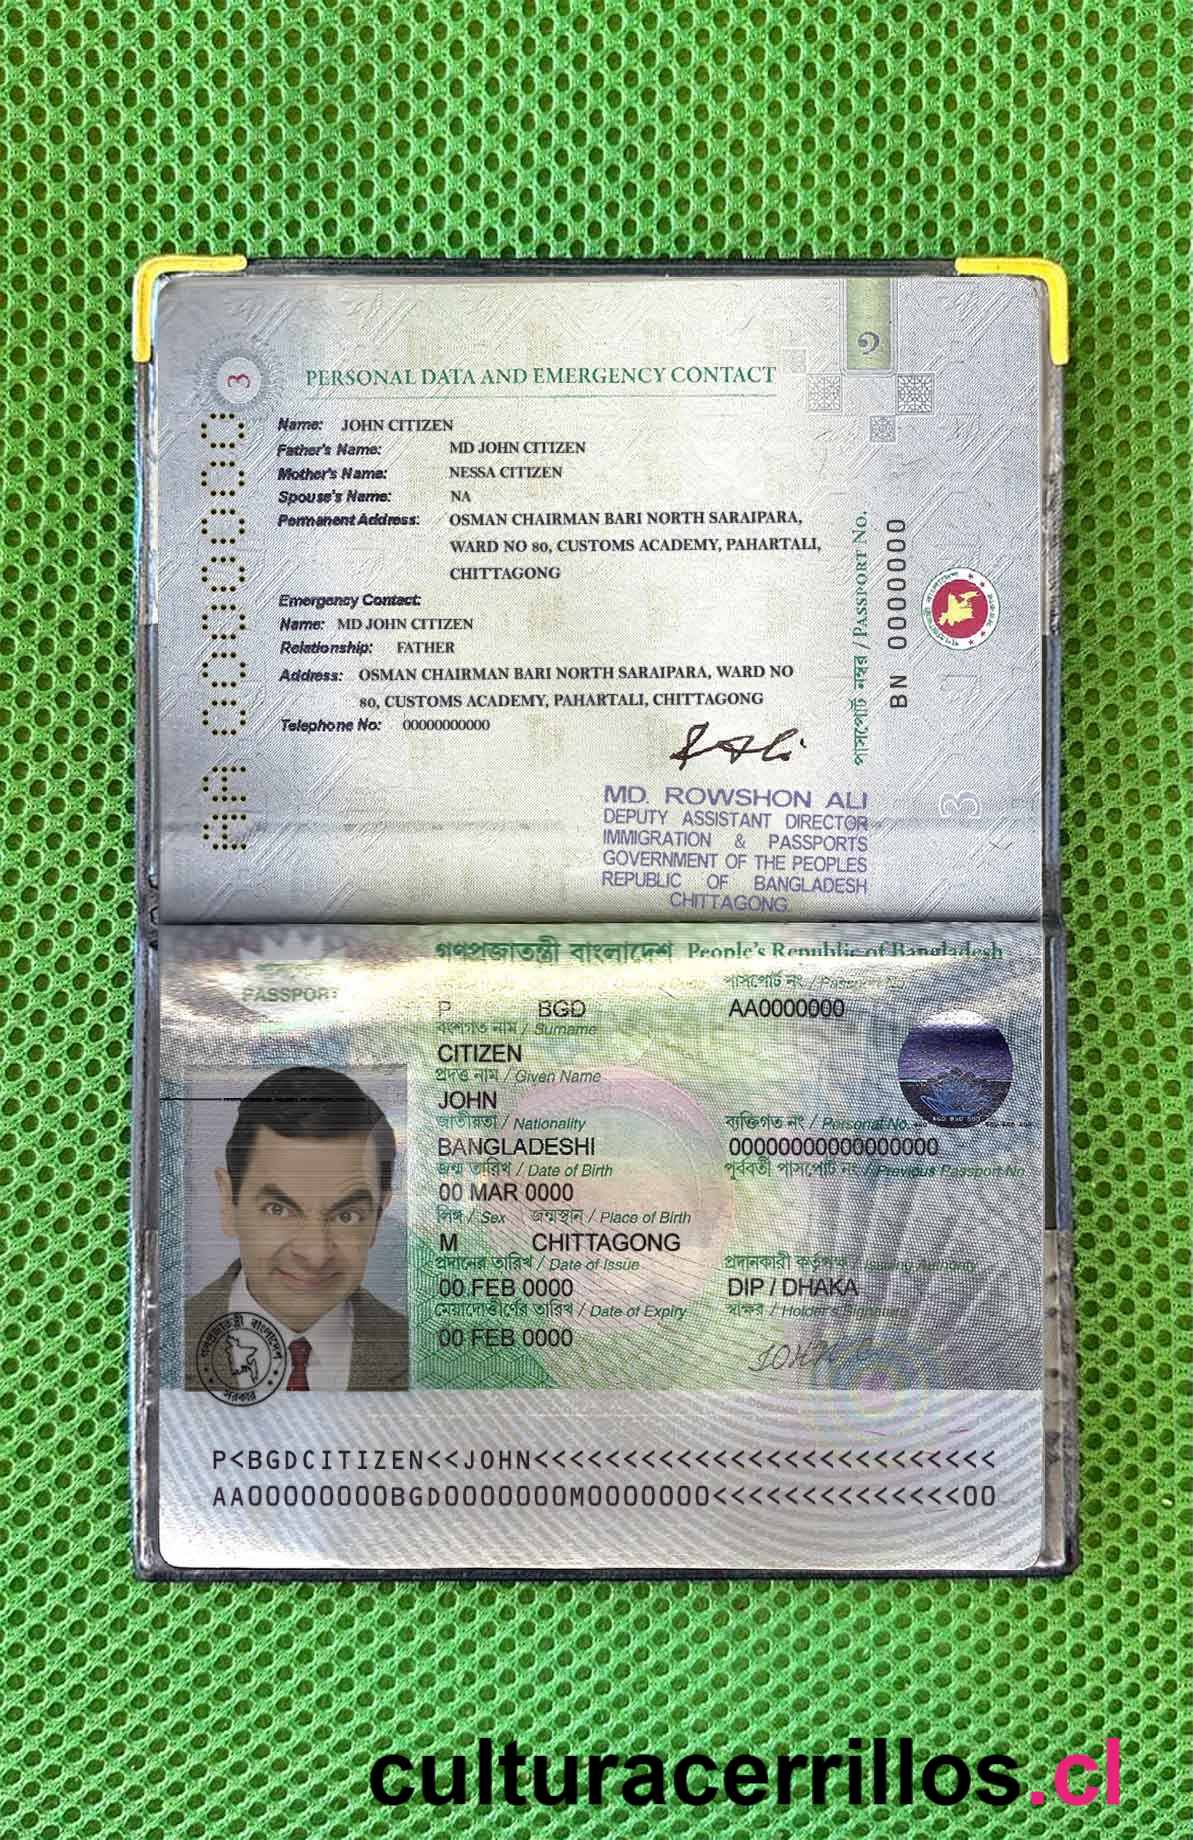 3
১
PERSONAL DATA AND EMERGENCY CONTACT
Name: JOHN CITIZEN
Father's Name: MD JOHN CITIZEN
Mother's Name: NESSA CITIZEN
Spouse's Name: NA
Permanent Address: OSMAN CHAIRMAN BARI NORTH SARAIPARA,
WARD NO 80, CUSTOMS ACADEMY, PAHARTALI,
CHITTAGONG
Emergency Contact:
Name: MD JOHN CITIZEN
Relationship: FATHER
Address: OSMAN CHAIRMAN BARI NORTH SARAIPARA, WARD NO
80, CUSTOMS ACADEMY, PAHARTALI, CHITTAGONG
Telephone No: 00000000000
AA 0000000
পাসপোর্ট নম্বর / PASSPORT No.
BN 0000000
3
MD. ROWSHON ALI
DEPUTY ASSISTANT DIRECTOR
IMMIGRATION & PASSPORTS
GOVERNMENT OF THE PEOPLES
REPUBLIC OF BANGLADESH
CHITTAGONG.
গণপ্রজাতন্ত্রী বাংলাদেশ People's Republic of Bangladesh
PASSPORT
পাসপোর্ট নং / Passport No
P BGD AA0000000
বংশগত নাম / Surname
CITIZEN
প্রদত্ত নাম / Given Name
JOHN
জাতীয়তা / Nationality ব্যক্তিগত নং / Personal No.
BANGLADESHI 00000000000000000
জন্ম তারিখ / Date of Birth পূর্ববর্তী পাসপোর্ট নং / Previous Passport No
00 MAR 0000
লিঙ্গ / Sex জন্মস্থান / Place of Birth
M CHITTAGONG
প্রদানের তারিখ / Date of Issue প্রদানকারী কর্তৃপক্ষ / Issuing Authority
00 FEB 0000 DIP / DHAKA
মেয়াদোত্তীর্ণের তারিখ / Date of Expiry স্বাক্ষর / Holder's Signature
00 FEB 0000
JOHN
গণপ্রজাতন্ত্রী বাংলাদেশ
সরকার
P<BGDCITIZEN<<JOHN<<<<<<<<<<<<<<<<<<<<<<<<<<
AA00000000BGD0000000M0000000<<<<<<<<<<<<<<00
culturacerrillos.cl